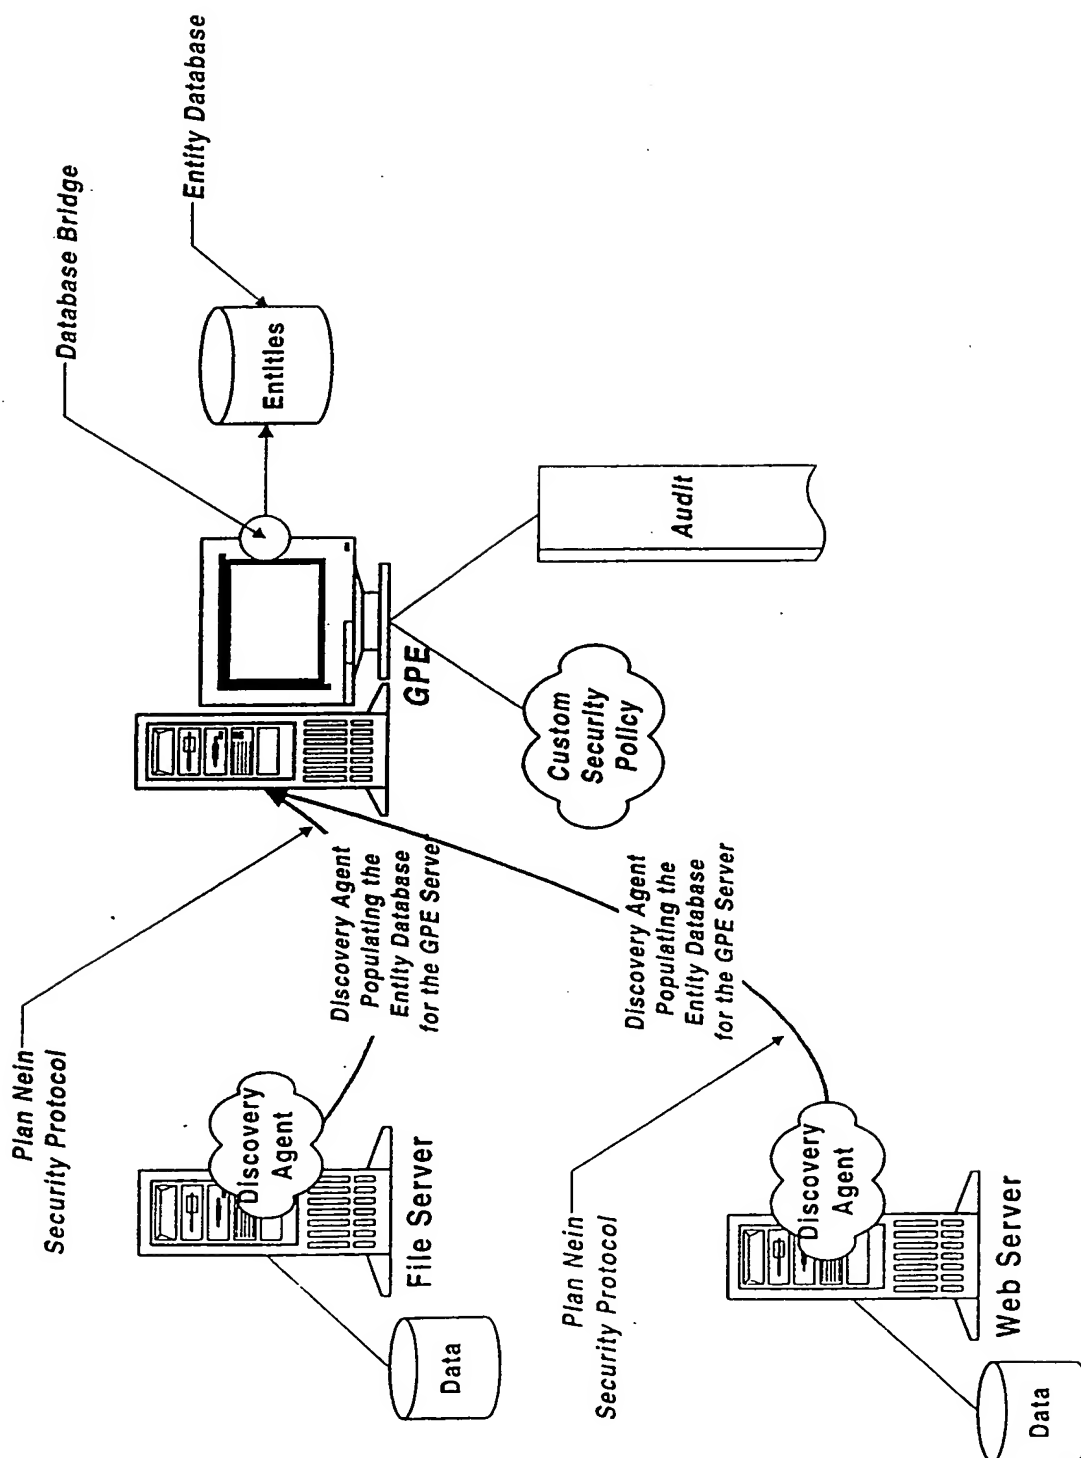 Plan Nein
Security Protocol
Discovery
Agent
File Server
Data
Discovery Agent
Populating the
Entity Database
for the GPE Server
GPE
Database Bridge
Entities
Entity Database
Custom
Security
Policy
Audit
Plan Nein
Security Protocol
Discovery Agent
Populating the
Entity Database
for the GPE Server
Discovery
Agent
Web Server
Data